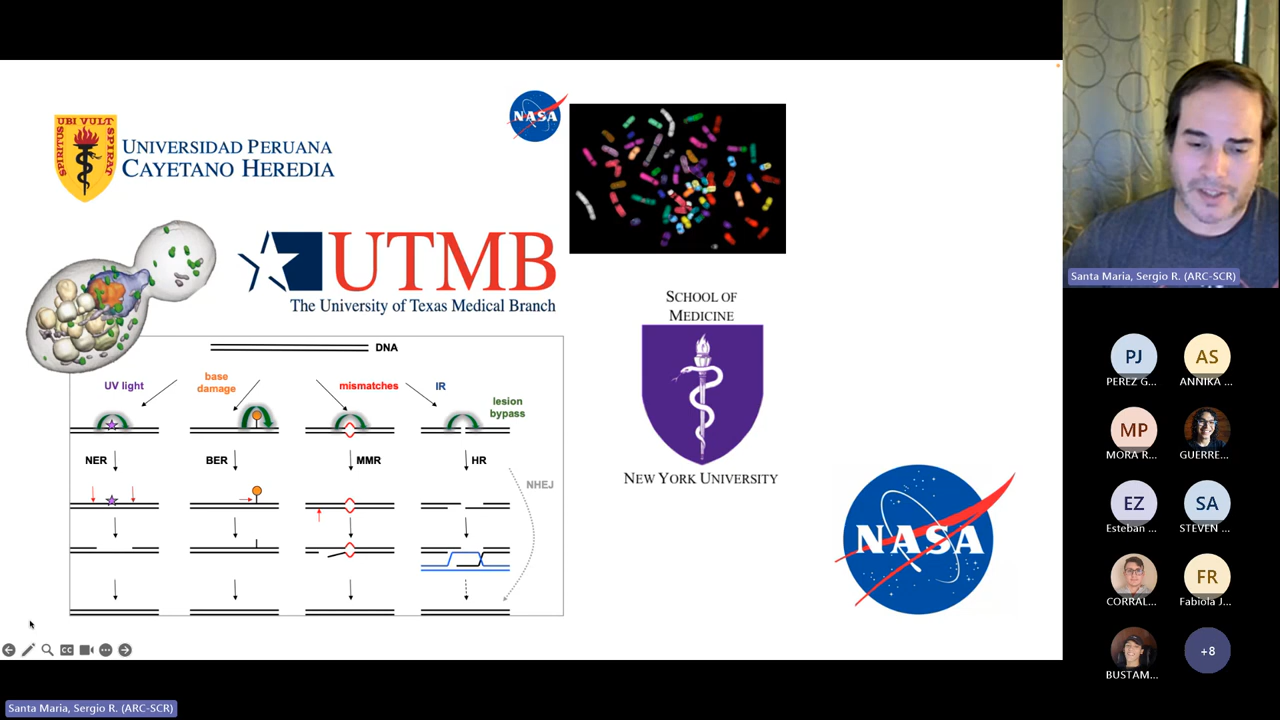 SPIRITUS UBI VULT SPIRAT
UNIVERSIDAD PERUANA
CAYETANO HEREDIA
NASA
UTMB
The University of Texas Medical Branch
SCHOOL OF
MEDICINE
NEW YORK UNIVERSITY
NASA
DNA
UV light
base
damage
mismatches
IR
lesion
bypass
NER
BER
MMR
HR
NHEJ
Santa Maria, Sergio R. (ARC-SCR)
PJ
PEREZ G...
AS
ANNIKA ...
MP
MORA R...
GUERRE...
EZ
Esteban ...
SA
STEVEN ...
CORRAL...
FR
Fabiola J...
BUSTAM...
+8
CC
Santa Maria, Sergio R. (ARC-SCR)